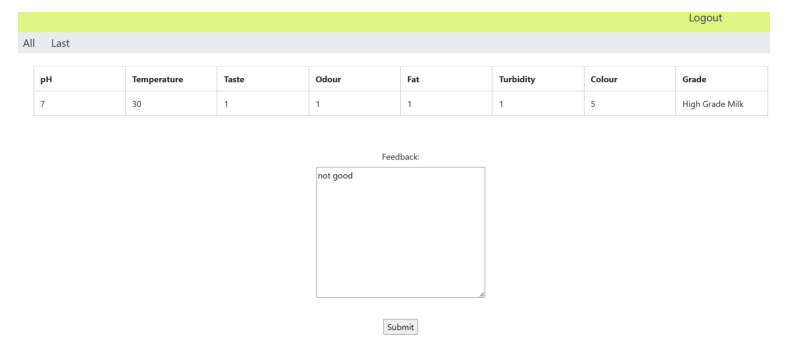 Logout
All Last
pH Temperature Taste Odour Fat Turbidity Colour Grade
7 30 1 1 1 1 5 High Grade Milk
Feedback:
not good
Submit